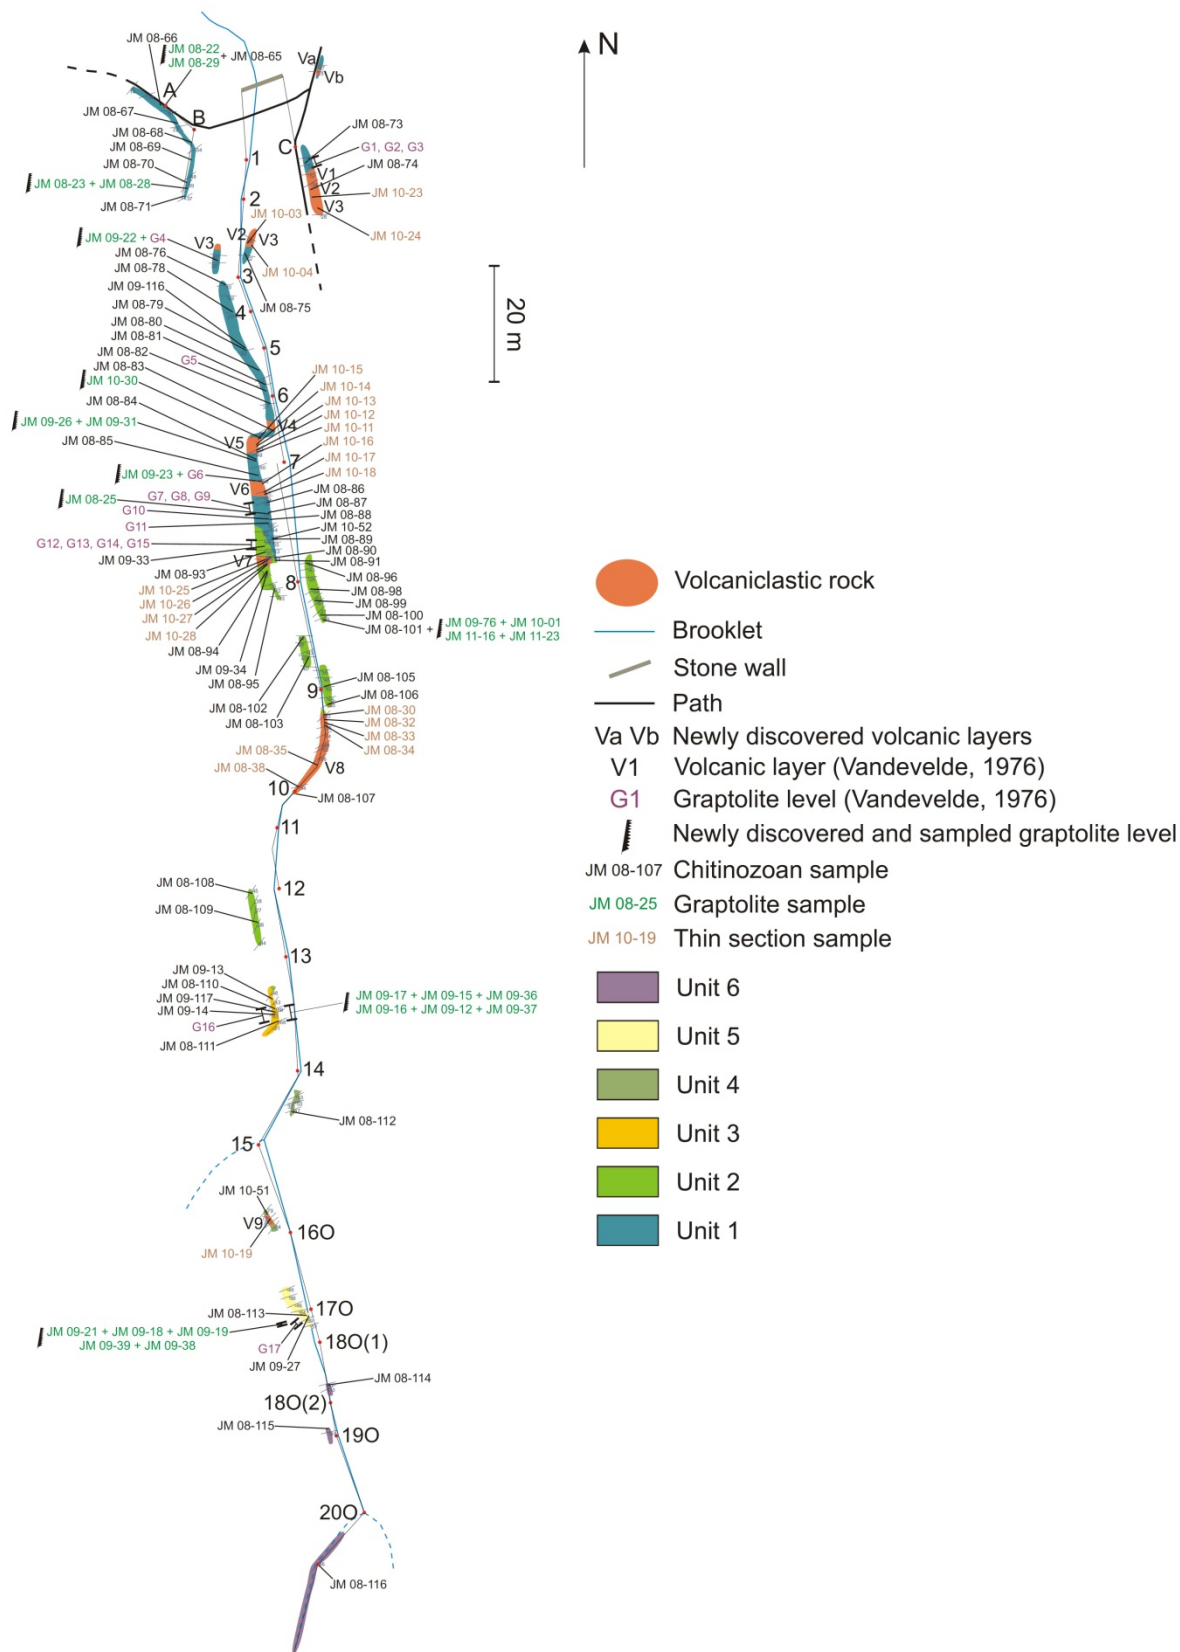 JM 08-66
JM 08-22
JM 08-29
+ JM 08-65
N
Va
Vb
A
B
JM 08-67
JM 08-68
JM 08-69
JM 08-70
JM 08-23 + JM 08-28
JM 08-71
1
2
C
JM 08-73
G1, G2, G3
V1
JM 08-74
V2
JM 10-23
V3
JM 10-24
JM 10-03
V2
V3
JM 10-04
JM 08-75
JM 09-22 + G4
V3
JM 08-76
JM 08-78
JM 09-116
JM 08-79
JM 08-80
JM 08-81
JM 08-82
G5
JM 08-83
JM 10-30
JM 08-84
JM 09-26 + JM 09-31
JM 08-85
3
4
5
6
20 m
JM 10-15
JM 10-14
JM 10-13
JM 10-12
JM 10-11
JM 10-16
JM 10-17
JM 10-18
V4
V5
7
JM 09-23 + G6
V6
JM 08-25
G7, G8, G9
G10
G11
G12, G13, G14, G15
JM 09-33
V7
JM 08-86
JM 08-87
JM 08-88
JM 10-52
JM 08-89
JM 08-90
JM 08-91
JM 08-93
JM 10-25
JM 10-26
JM 10-27
JM 10-28
JM 08-94
JM 09-34
JM 08-95
8
JM 08-96
JM 08-98
JM 08-99
JM 08-100
JM 08-101 +
JM 09-76 + JM 10-01
JM 11-16 + JM 11-23
JM 08-102
JM 08-103
9
JM 08-105
JM 08-106
JM 08-30
JM 08-32
JM 08-33
JM 08-34
JM 08-35
V8
JM 08-38
10
JM 08-107
11
12
JM 08-108
JM 08-109
13
JM 09-13
JM 08-110
JM 09-117
JM 09-14
G16
JM 08-111
JM 09-17 + JM 09-15 + JM 09-36
JM 09-16 + JM 09-12 + JM 09-37
14
JM 08-112
15
JM 10-51
V9
16O
JM 10-19
17O
JM 08-113
JM 09-21 + JM 09-18 + JM 09-19
JM 09-39 + JM 09-38
G17
18O(1)
JM 09-27
JM 08-114
18O(2)
JM 08-115
19O
20O
JM 08-116
Volcaniclastic rock
Brooklet
Stone wall
Path
Va Vb Newly discovered volcanic layers
V1 Volcanic layer (Vandevelde, 1976)
G1 Graptolite level (Vandevelde, 1976)
Newly discovered and sampled graptolite level
JM 08-107 Chitinozoan sample
JM 08-25 Graptolite sample
JM 10-19 Thin section sample
Unit 6
Unit 5
Unit 4
Unit 3
Unit 2
Unit 1